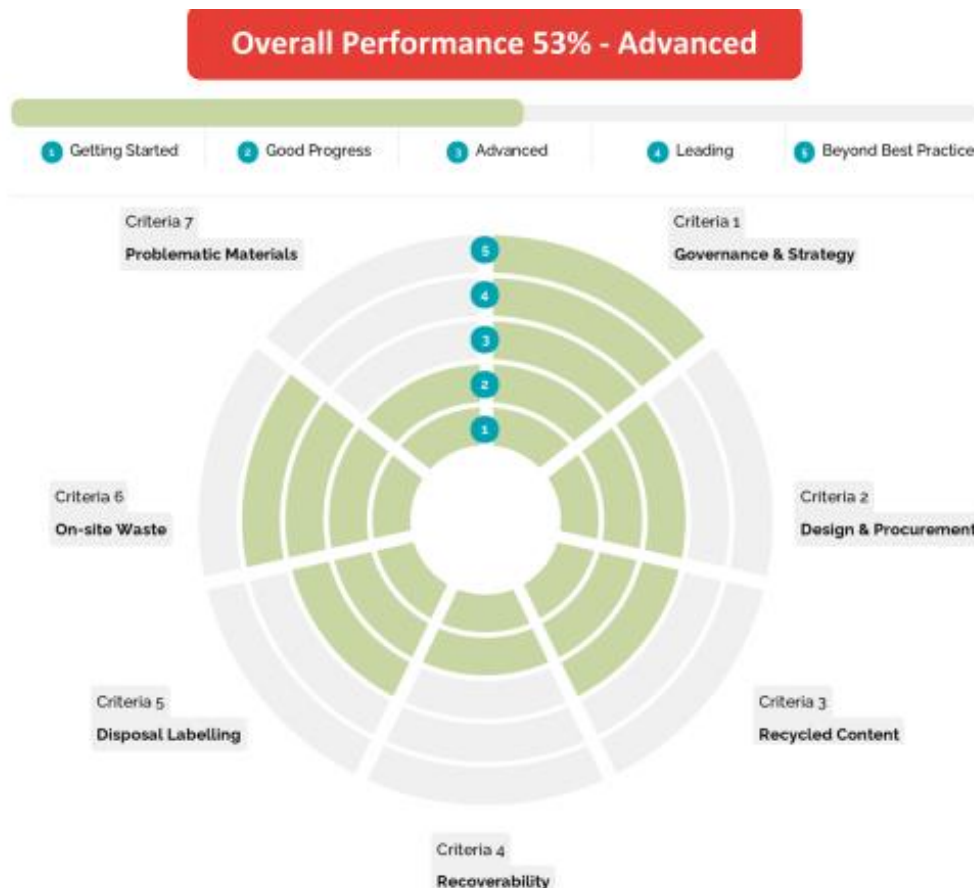 Overall Performance 53% - Advanced
1 Getting Started
2 Good Progress
3 Advanced
4 Leading
5 Beyond Best Practice
Criteria 7
Problematic Materials
Criteria 1
Governance & Strategy
5
4
3
2
1
Criteria 6
On-site Waste
Criteria 2
Design & Procurement
Criteria 5
Disposal Labelling
Criteria 3
Recycled Content
Criteria 4
Recoverability